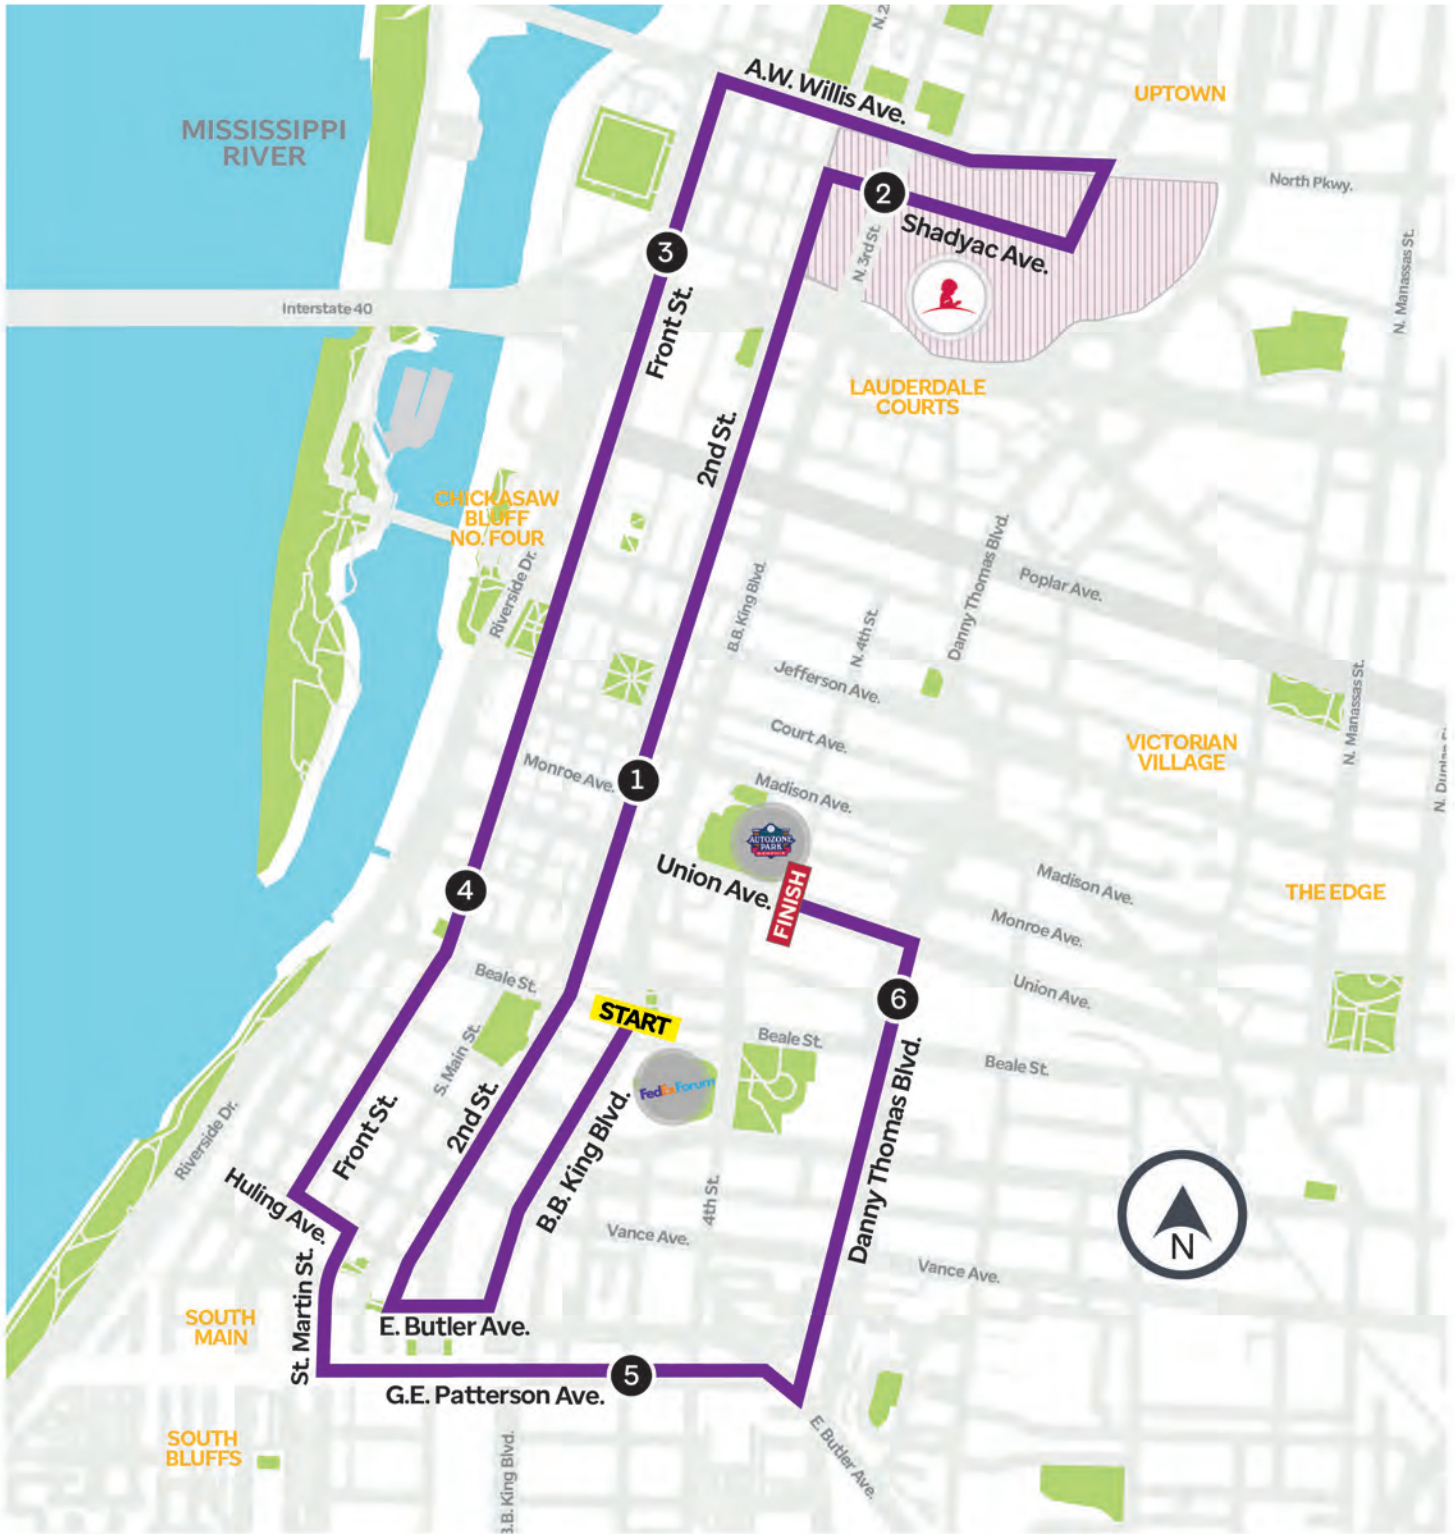 N. 2
A.W. Willis Ave.
UPTOWN
MISSISSIPPI
RIVER
North Pkwy.
2
Shadyac Ave.
N. 3rd St.
N. Manassas St.
3
Interstate 40
Front St.
LAUDERDALE
COURTS
2nd St.
CHICKASAW
BLUFF
NO. FOUR
Riverside Dr.
B.B. King Blvd.
N. 4th St.
Danny Thomas Blvd.
Poplar Ave.
Jefferson Ave.
N. Manassas St.
Court Ave.
VICTORIAN
VILLAGE
Monroe Ave.
1
Madison Ave.
AUTOZONE
PARK
Union Ave.
FINISH
4
Madison Ave.
THE EDGE
Monroe Ave.
Beale St.
START
6
Union Ave.
S. Main St.
Beale St.
Beale St.
FedExForum
2nd St.
Front St.
Riverside Dr.
B.B. King Blvd.
Danny Thomas Blvd.
Huling Ave.
4th St.
Vance Ave.
N
Vance Ave.
St. Martin St.
SOUTH
MAIN
E. Butler Ave.
5
G.E. Patterson Ave.
SOUTH
BLUFFS
B.B. King Blvd.
E. Butler Ave.